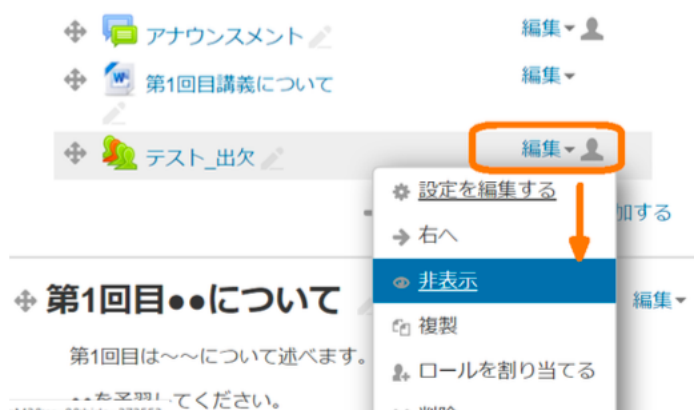 アナウンスメント 編集
第1回目講義について 編集
テスト_出欠 編集
設定を編集する
加する
右へ
非表示
第1回目●●について 編集
複製
第1回目は～～について述べます。
ロールを割り当てる
●●を予習してください。
削除